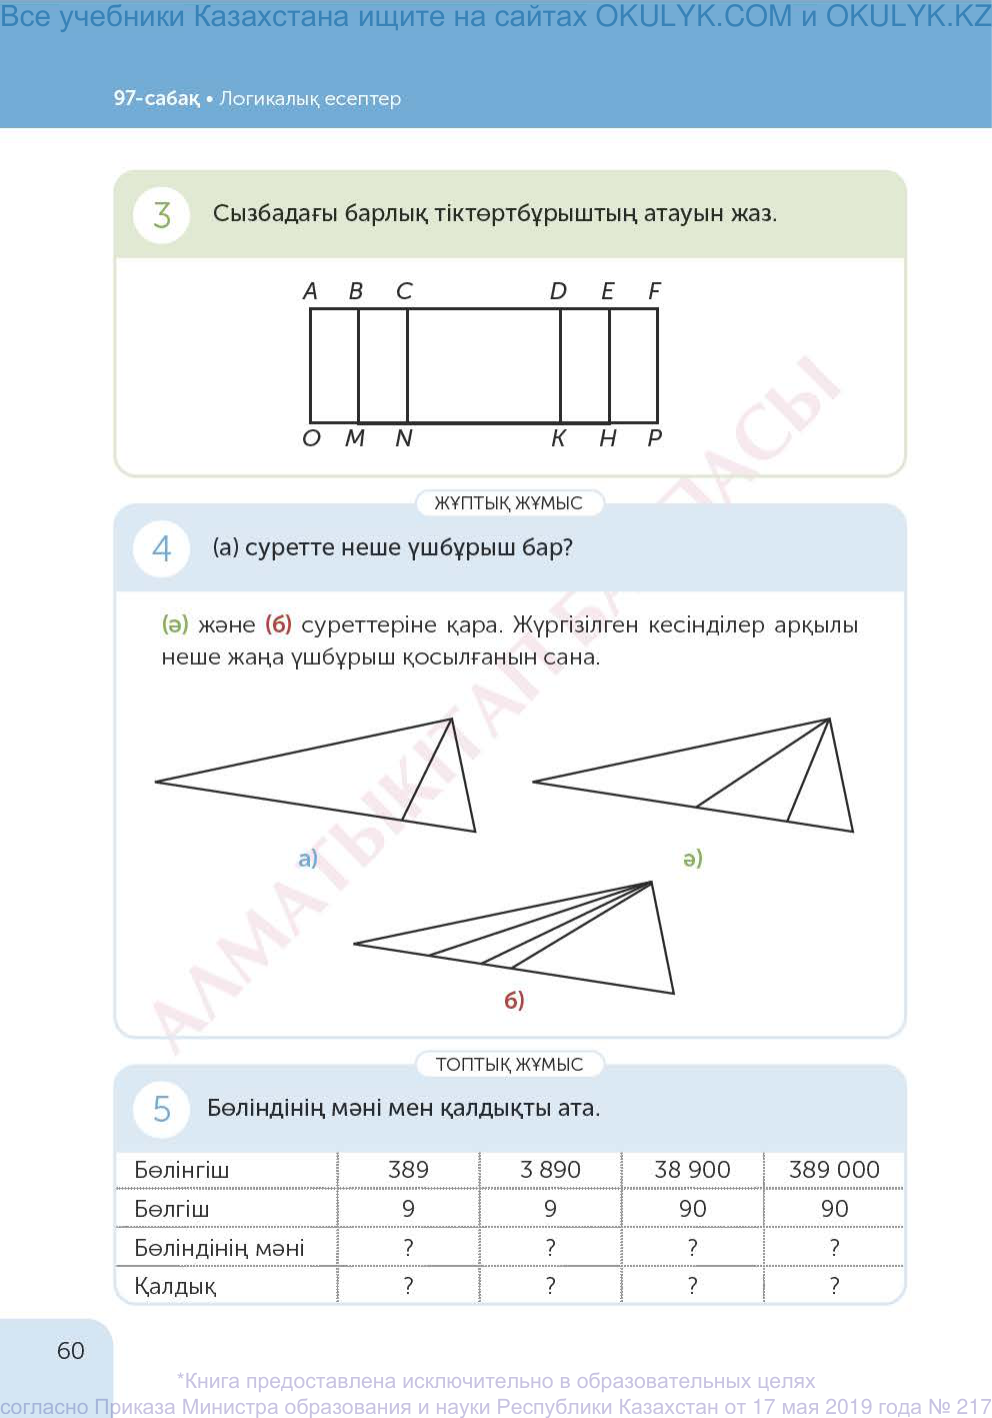 Все учебники Казахстана ищите на сайтах OKULYK.COM и OKULYK.KZ
97-сабақ • Логикалық есептер
3 Сызбадағы барлық тіктөртбұрыштың атауын жаз.
A B C D E F
O M N K H P
ЖҰПТЫҚ ЖҰМЫС
4 (а) суретте неше үшбұрыш бар?
(ә) және (б) суреттеріне қара. Жүргізілген кесінділер арқылы
неше жаңа үшбұрыш қосылғанын сана.
а) ә)
б)
АЛМАТЫКІТАП БАСПАСЫ
ТОПТЫҚ ЖҰМЫС
5 Бөліндінің мәні мен қалдықты ата.
Бөлінгіш 389 3 890 38 900 389 000
Бөлгіш 9 9 90 90
Бөліндінің мәні ? ? ? ?
Қалдық ? ? ? ?
60
*Книга предоставлена исключительно в образовательных целях
согласно Приказа Министра образования и науки Республики Казахстан от 17 мая 2019 года № 217